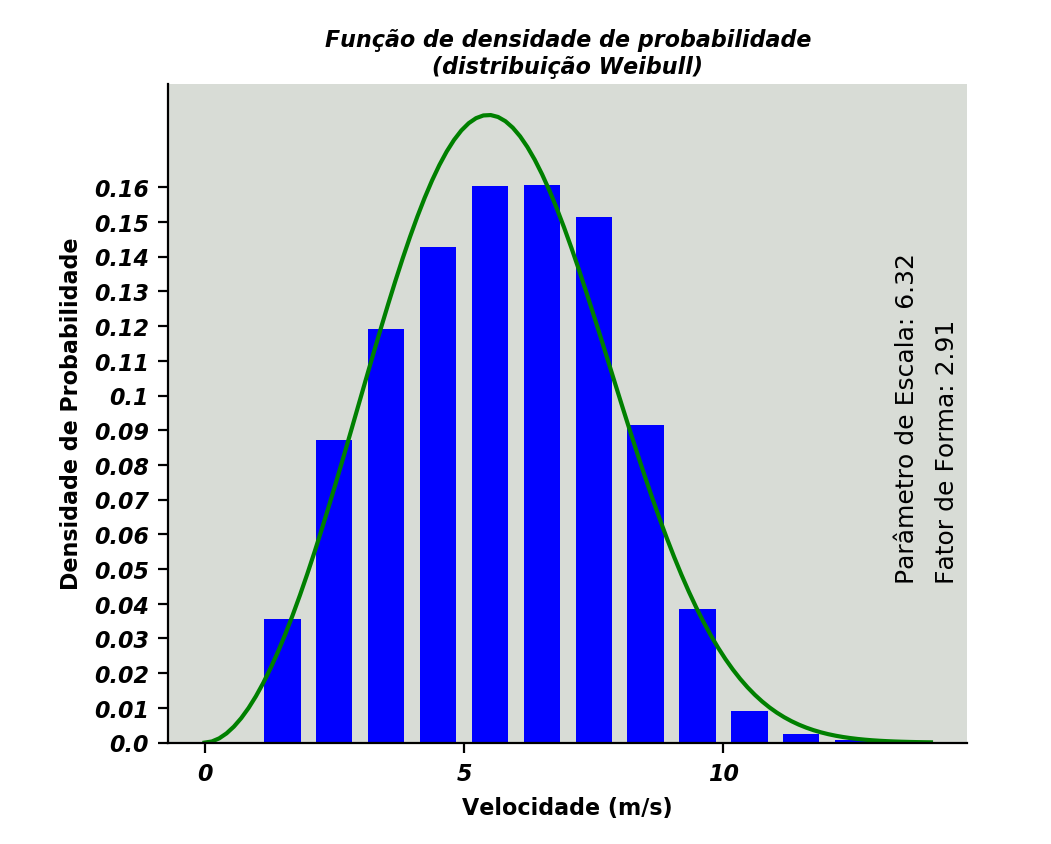 Função de densidade de probabilidade
(distribuição Weibull)
Densidade de Probabilidade
0.16
0.15
0.14
0.13
0.12
0.11
0.1
0.09
0.08
0.07
0.06
0.05
0.04
0.03
0.02
0.01
0.0
Parâmetro de Escala: 6.32
Fator de Forma: 2.91
0 5 10
Velocidade (m/s)